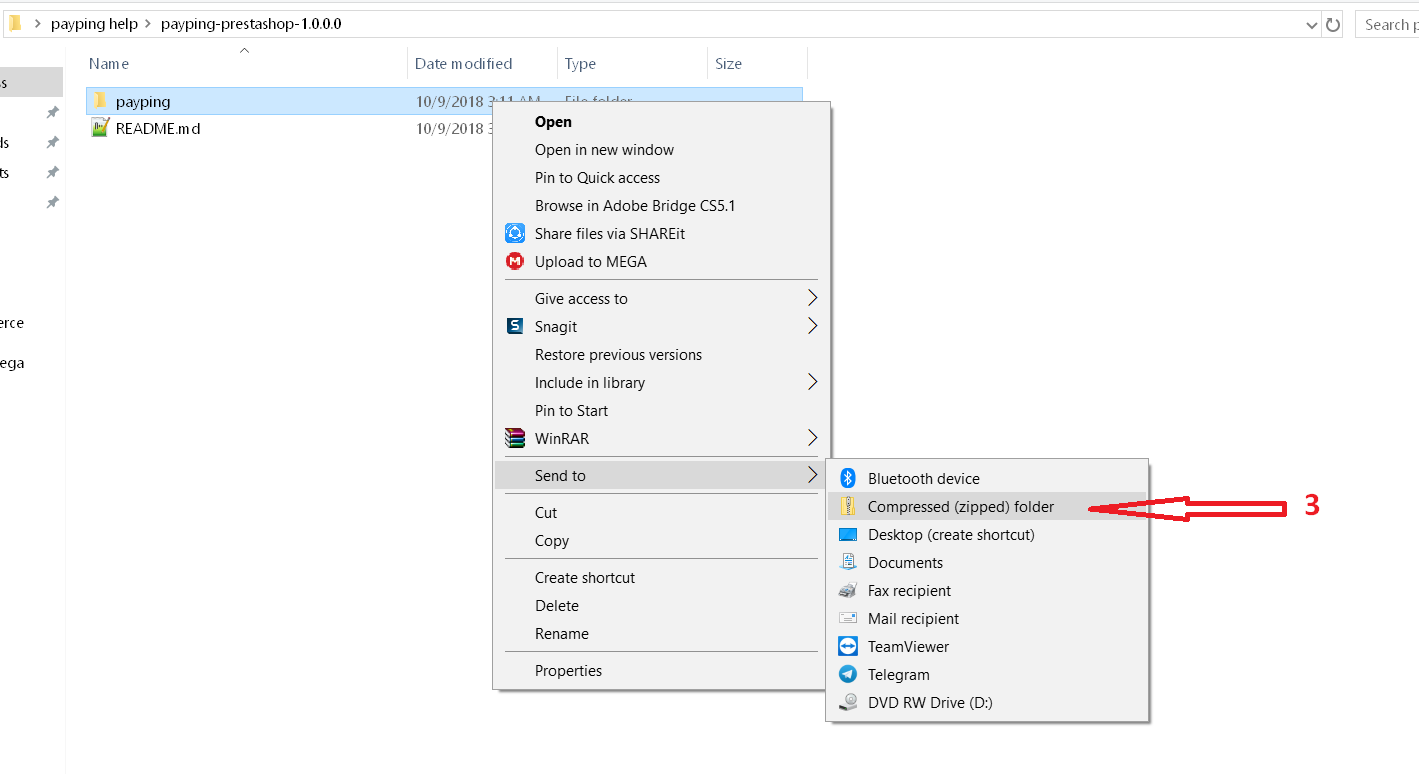 payping help > payping-prestashop-1.0.0.0
Search p
Name
Date modified
Type
Size
payping
10/9/2018 3:11 AM
File folder
README.md
10/9/2018 3
ss
ds
ts
erce
ega
Open
Open in new window
Pin to Quick access
Browse in Adobe Bridge CS5.1
Share files via SHAREit
Upload to MEGA
Give access to
Snagit
Restore previous versions
Include in library
Pin to Start
WinRAR
Send to
Cut
Copy
Create shortcut
Delete
Rename
Properties
Bluetooth device
Compressed (zipped) folder
3
Desktop (create shortcut)
Documents
Fax recipient
Mail recipient
TeamViewer
Telegram
DVD RW Drive (D:)